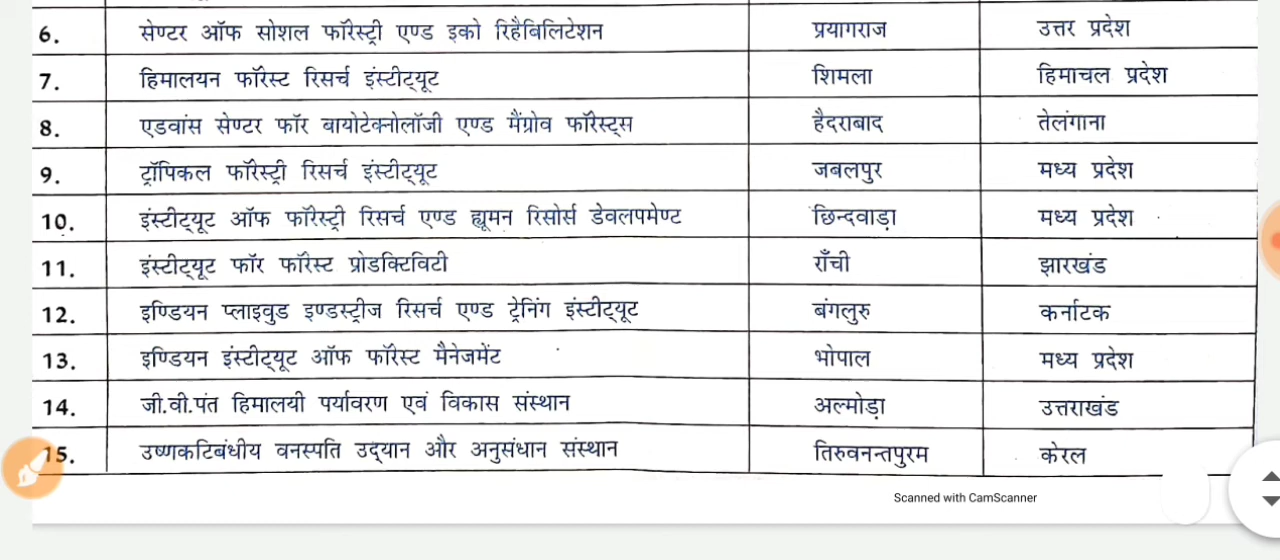 6. सेण्टर ऑफ सोशल फॉरेस्ट्री एण्ड इको रिहैबिलिटेशन प्रयागराज उत्तर प्रदेश
7. हिमालयन फॉरेस्ट रिसर्च इंस्टीट्यूट शिमला हिमाचल प्रदेश
8. एडवांस सेण्टर फॉर बायोटेक्नोलॉजी एण्ड मैंग्रोव फॉरेस्ट्स हैदराबाद तेलंगाना
9. ट्रॉपिकल फॉरेस्ट्री रिसर्च इंस्टीट्यूट जबलपुर मध्य प्रदेश
10. इंस्टीट्यूट ऑफ फॉरेस्ट्री रिसर्च एण्ड ह्यूमन रिसोर्स डेवलपमेण्ट छिन्दवाड़ा मध्य प्रदेश
11. इंस्टीट्यूट फॉर फॉरेस्ट प्रोडक्टिविटी राँची झारखंड
12. इण्डियन प्लाइवुड इण्डस्ट्रीज रिसर्च एण्ड ट्रेनिंग इंस्टीट्यूट बंगलुरु कर्नाटक
13. इण्डियन इंस्टीट्यूट ऑफ फॉरेस्ट मैनेजमेंट भोपाल मध्य प्रदेश
14. जी.वी.पंत हिमालयी पर्यावरण एवं विकास संस्थान अल्मोड़ा उत्तराखंड
15. उष्णकटिबंधीय वनस्पति उद्यान और अनुसंधान संस्थान तिरुवनन्तपुरम केरल
Scanned with CamScanner